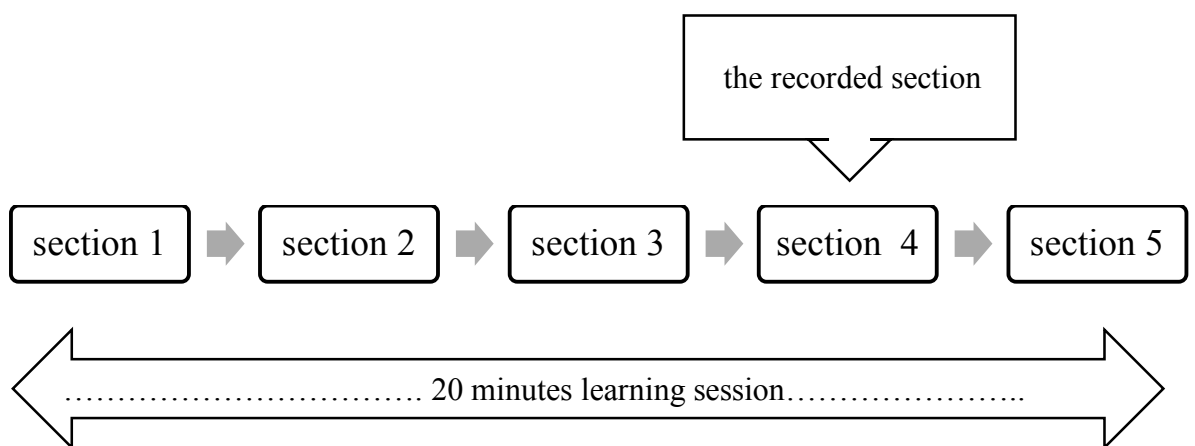 the recorded section
section 1
section 2
section 3
section 4
section 5
………………………………. 20 minutes learning session…………………..